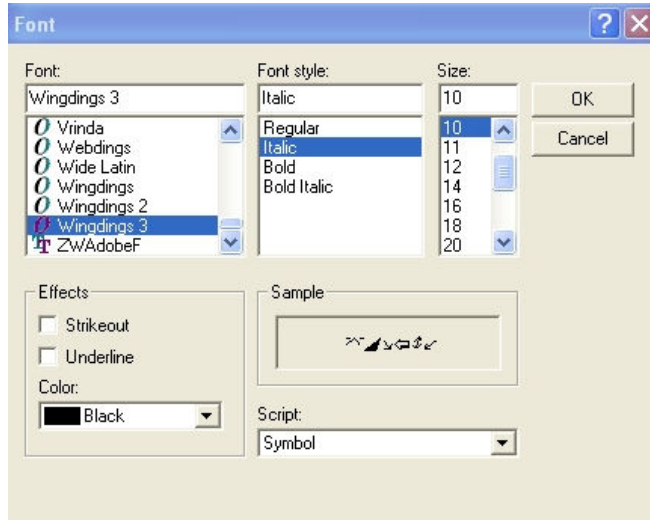 Font
Font:
Font style:
Size:
Wingdings 3
Italic
10
OK
Cancel
Vrinda
Webdings
Wide Latin
Wingdings
Wingdings 2
Wingdings 3
ZWAdobeF
Regular
Italic
Bold
Bold Italic
10
11
12
14
16
18
20
Effects
Strikeout
Underline
Color:
Black
Sample
Script:
Symbol